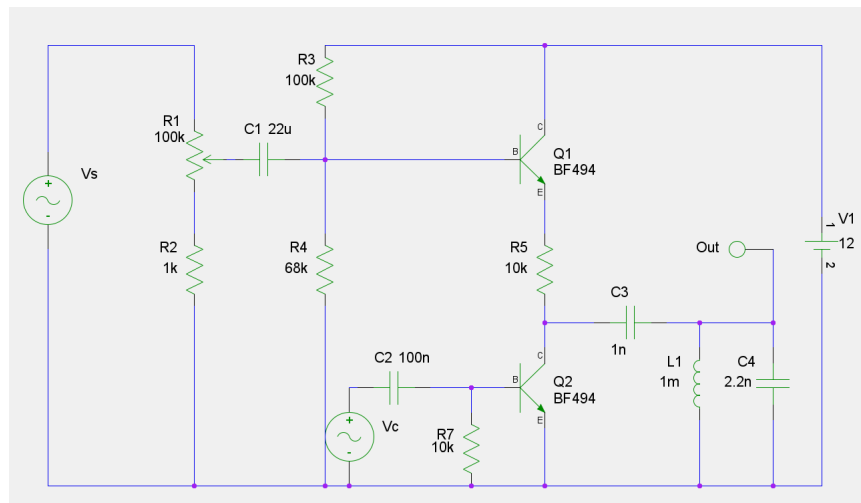 R3
100k
R1
100k
C1 22u
C
B
E
Q1
BF494
Vs
+
-
R2
1k
R4
68k
R5
10k
Out
V1
1
12
2
C3
1n
C2 100n
C
B
E
Q2
BF494
L1
1m
C4
2.2n
+
-
Vc
R7
10k